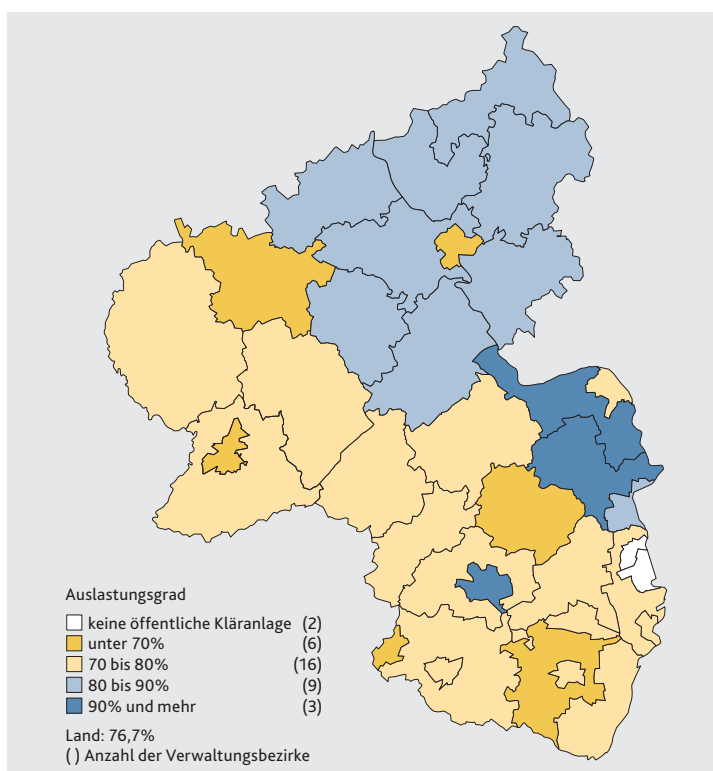 Auslastungsgrad
keine öffentliche Kläranlage (2)
unter 70% (6)
70 bis 80% (16)
80 bis 90% (9)
90% und mehr (3)
Land: 76,7%
( ) Anzahl der Verwaltungsbezirke